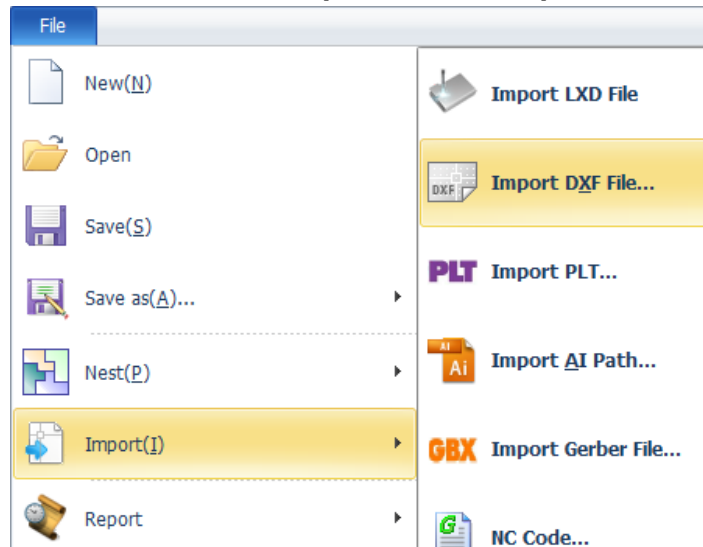 File
New(N)
Open
Save(S)
Save as(A)...
Nest(P)
Import(I)
Report
Import LXD File
DXF
Import DXF File...
PLT
Import PLT...
AI
Ai
Import AI Path...
GBX
Import Gerber File...
G
NC Code...